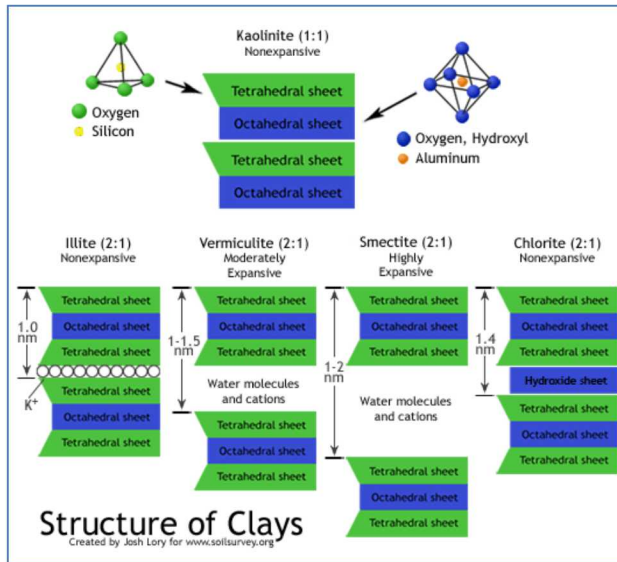 Kaolinite (1:1)
Nonexpansive
Oxygen
Silicon
Tetrahedral sheet
Octahedral sheet
Tetrahedral sheet
Octahedral sheet
Oxygen, Hydroxyl
Aluminum
Illite (2:1)
Nonexpansive
1.0
nm
Tetrahedral sheet
Octahedral sheet
Tetrahedral sheet
K+
Tetrahedral sheet
Octahedral sheet
Tetrahedral sheet
Vermiculite (2:1)
Moderately
Expansive
1-1.5
nm
Tetrahedral sheet
Octahedral sheet
Tetrahedral sheet
Water molecules
and cations
Tetrahedral sheet
Octahedral sheet
Tetrahedral sheet
Smectite (2:1)
Highly
Expansive
1-2
nm
Tetrahedral sheet
Octahedral sheet
Tetrahedral sheet
Water molecules
and cations
Tetrahedral sheet
Octahedral sheet
Tetrahedral sheet
Chlorite (2:1)
Nonexpansive
1.4
nm
Tetrahedral sheet
Octahedral sheet
Tetrahedral sheet
Hydroxide sheet
Tetrahedral sheet
Octahedral sheet
Tetrahedral sheet
Structure of Clays
Created by Josh Lory for www.soilsurvey.org